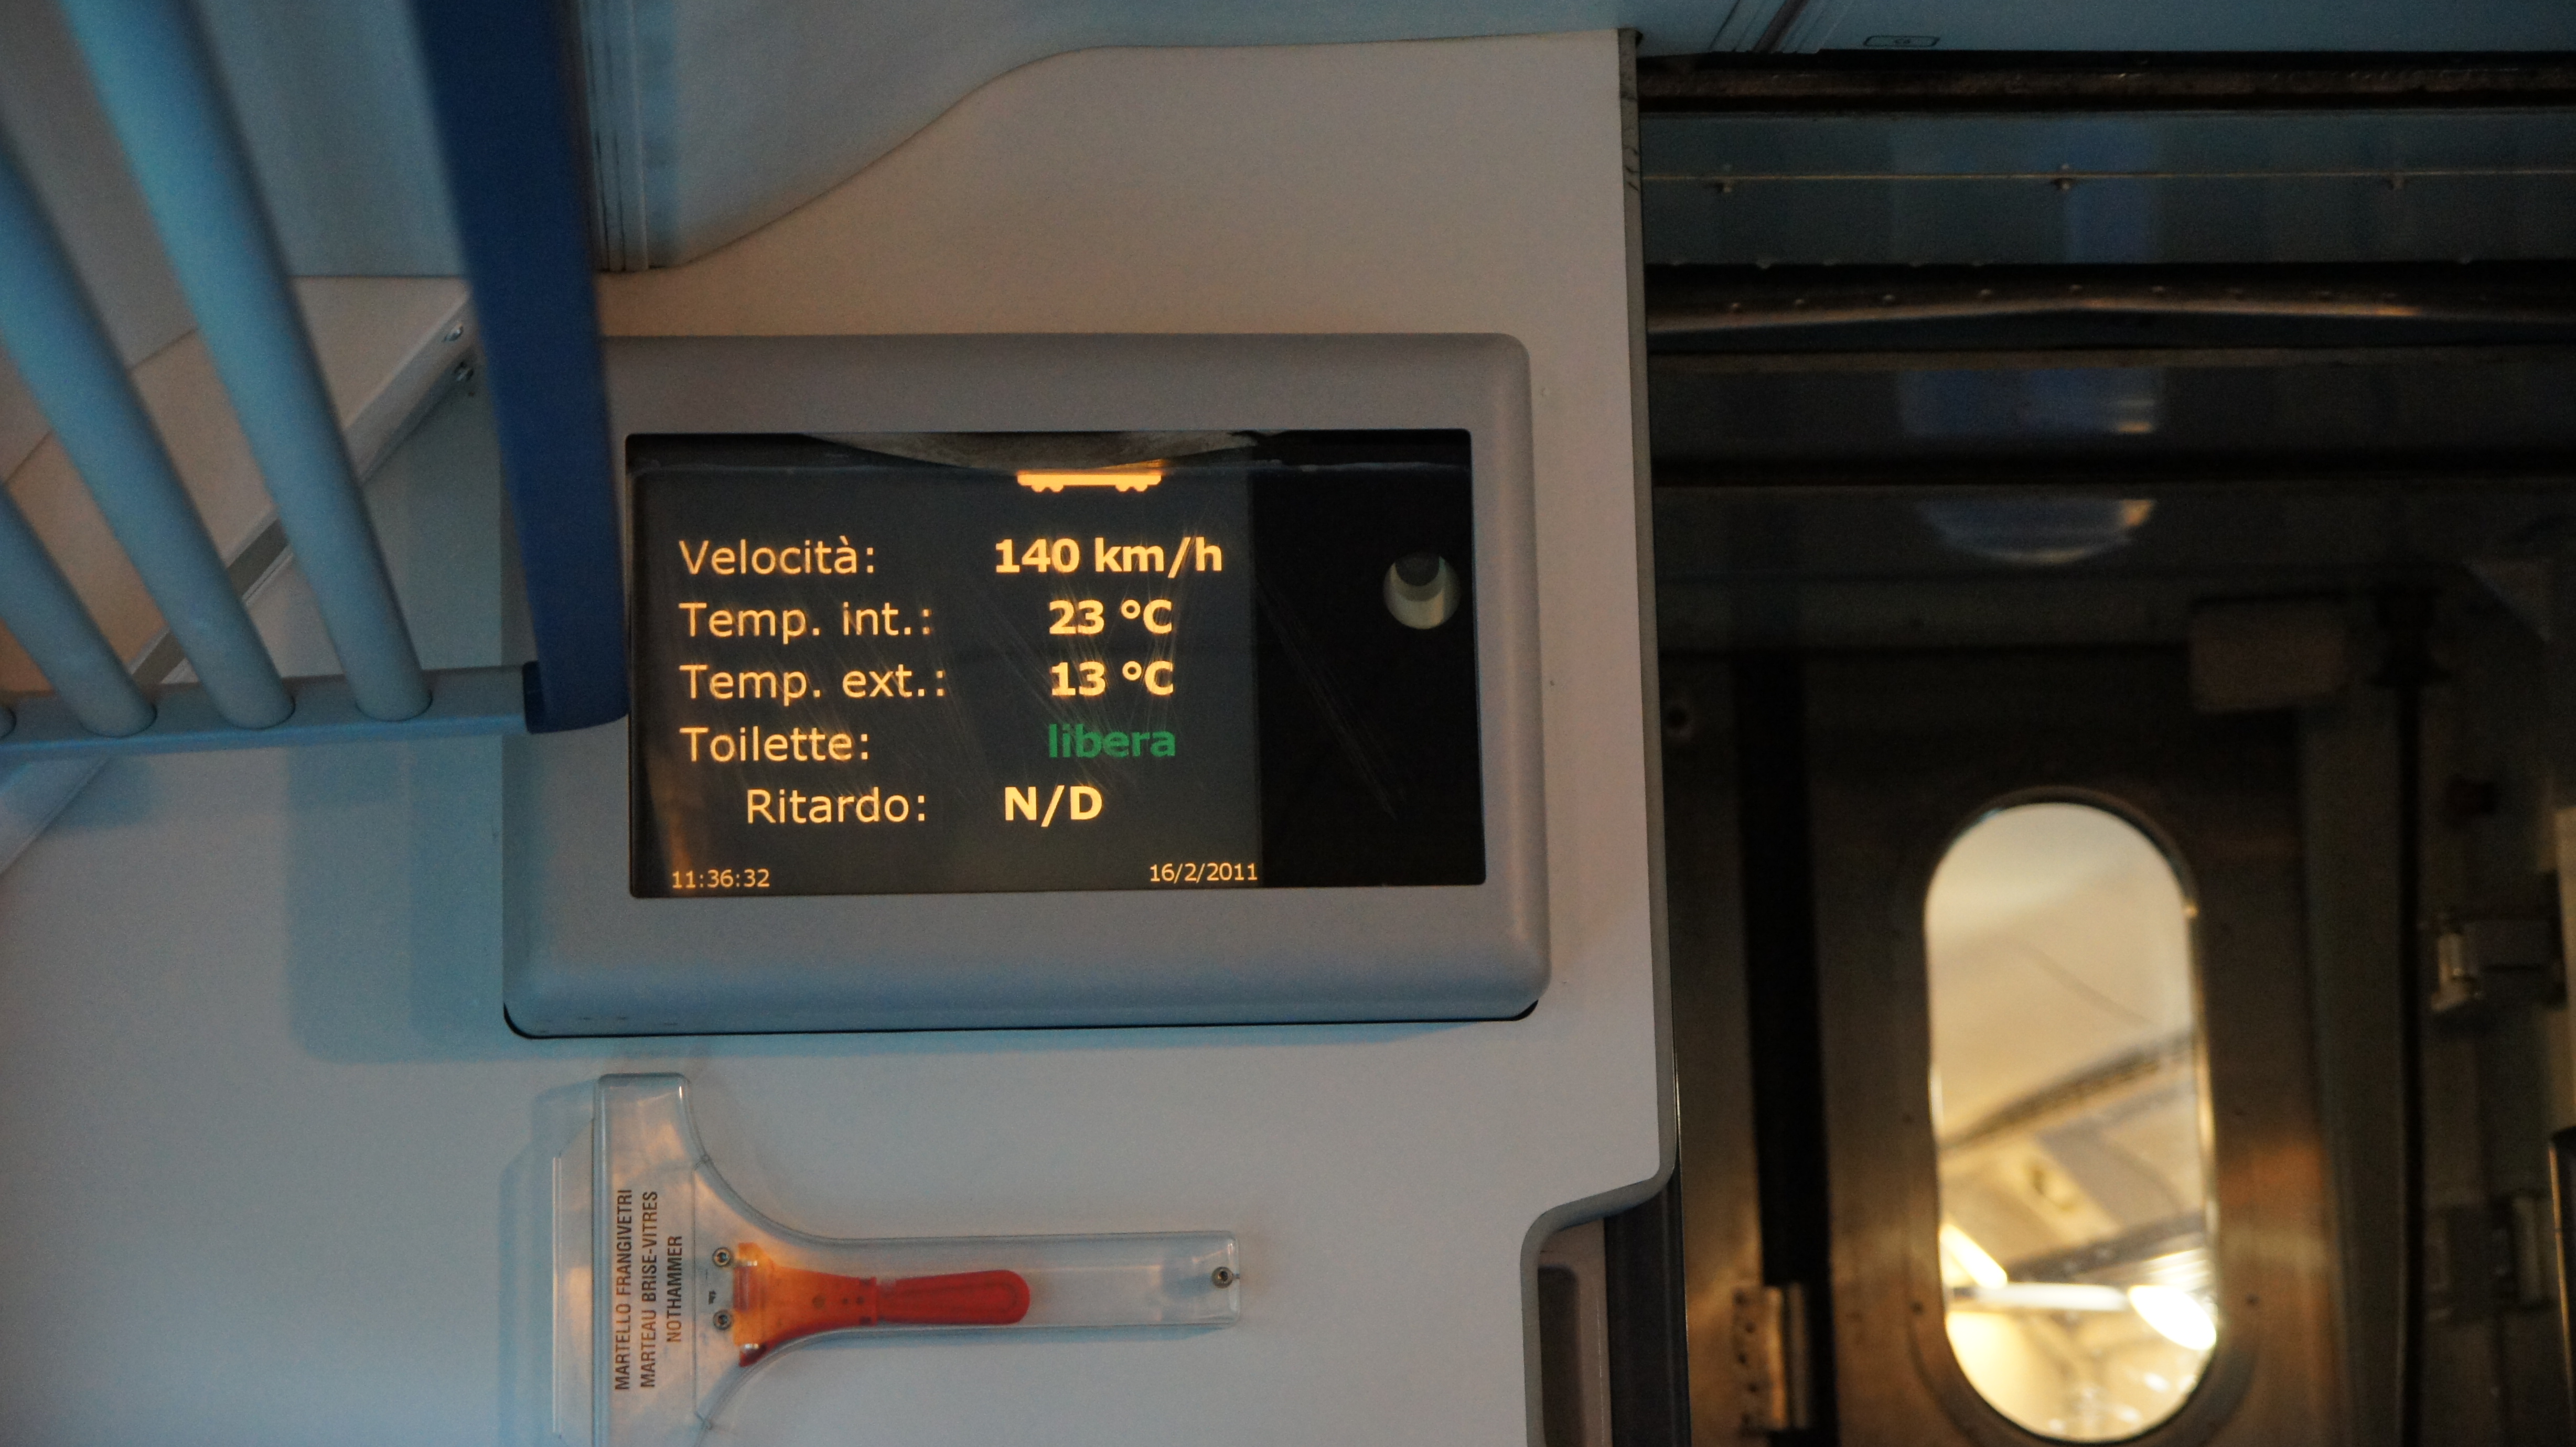 Velocità: 140 km/h
Temp. int.: 23 °C
Temp. ext.: 13 °C
Toilette: libera
Ritardo: N/D
11:36:32 16/2/2011
MARTELLO FRANGIVETRI
MARTEAU BRISE-VITRES
NOTHAMMER